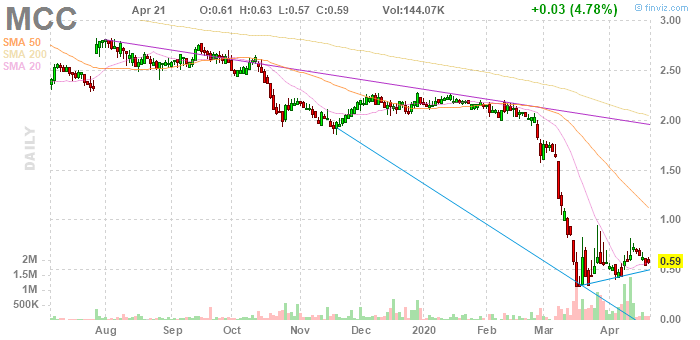 MCC Apr 21 O:0.61 H:0.63 L:0.57 C:0.59 Vol:144.07K +0.03 (4.78%) © finviz.com
SMA 50
SMA 200
SMA 20
DAILY
3.00
2.50
2.00
1.50
1.00
0.59
0.50
0.00
2M
1.5M
1M
500K
Aug Sep Oct Nov Dec 2020 Feb Mar Apr